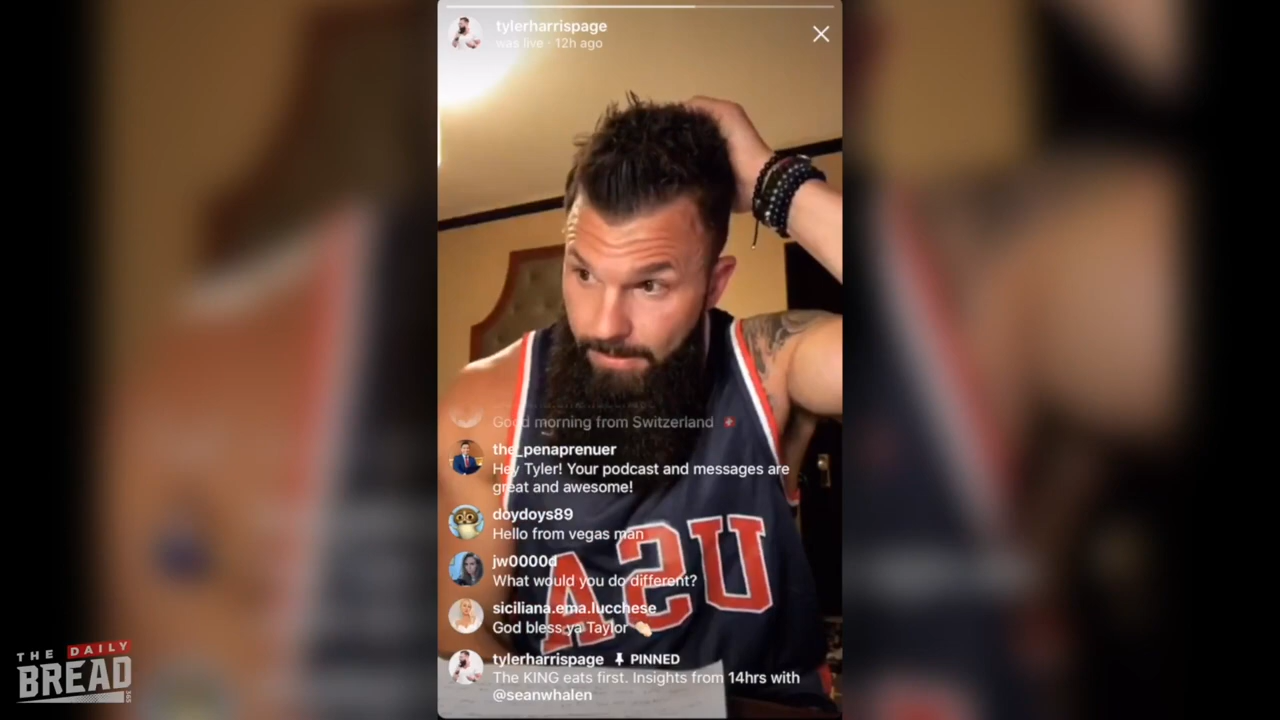 tylerharrispage
was live · 12h ago
Good morning from Switzerland 🇨🇭
the_penaprenuer
Hey Tyler! Your podcast and messages are
great and awesome!
doydoys89
Hello from vegas man
jw0000d
What would you do different?
siciliana.ema.lucchese
God bless ya Taylor 👏🏻
tylerharrispage 📌 PINNED
The KING eats first. Insights from 14hrs with
@seanwhalen
USA
THE DAILY
BREAD
365